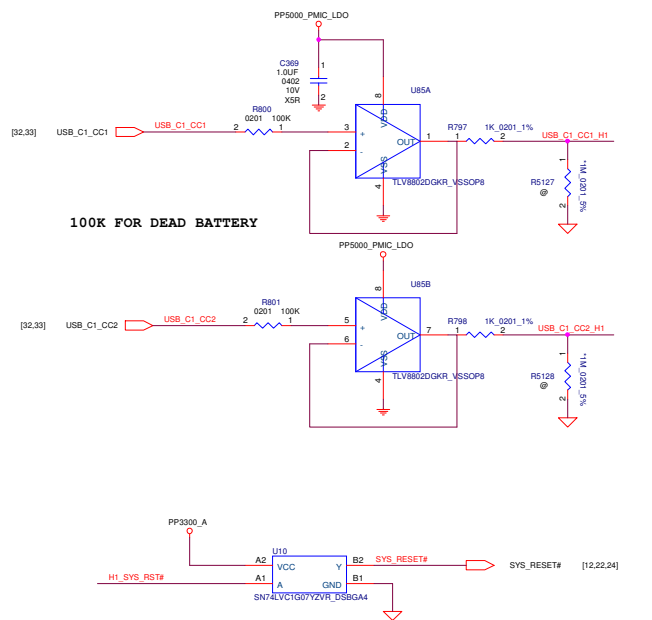 PP5000_PMIC_LDO
C369
1.0UF
0402
10V
X5R
1
2
8
U85A
VDD
R800
0201 100K
[32,33] USB_C1_CC1
USB_C1_CC1
2 1
3
+
2
-
OUT
1
R797
1 1K_0201_1% 2
USB_C1_CC1_H1
VSS
4
TLV8802DGKR_VSSOP8
1
R5127
@
2
*1M_0201_5%
100K FOR DEAD BATTERY
PP5000_PMIC_LDO
8
U85B
VDD
R801
0201 100K
[32,33] USB_C1_CC2
USB_C1_CC2
2 1
5
+
6
-
OUT
7
R798
1 1K_0201_1% 2
USB_C1_CC2_H1
VSS
4
TLV8802DGKR_VSSOP8
1
R5128
@
2
*1M_0201_5%
PP3300_A
U10
A2 VCC Y B2 SYS_RESET# SYS_RESET# [12,22,24]
H1_SYS_RST# A1 A GND B1
SN74LVC1G07YZVR_DSBGA4